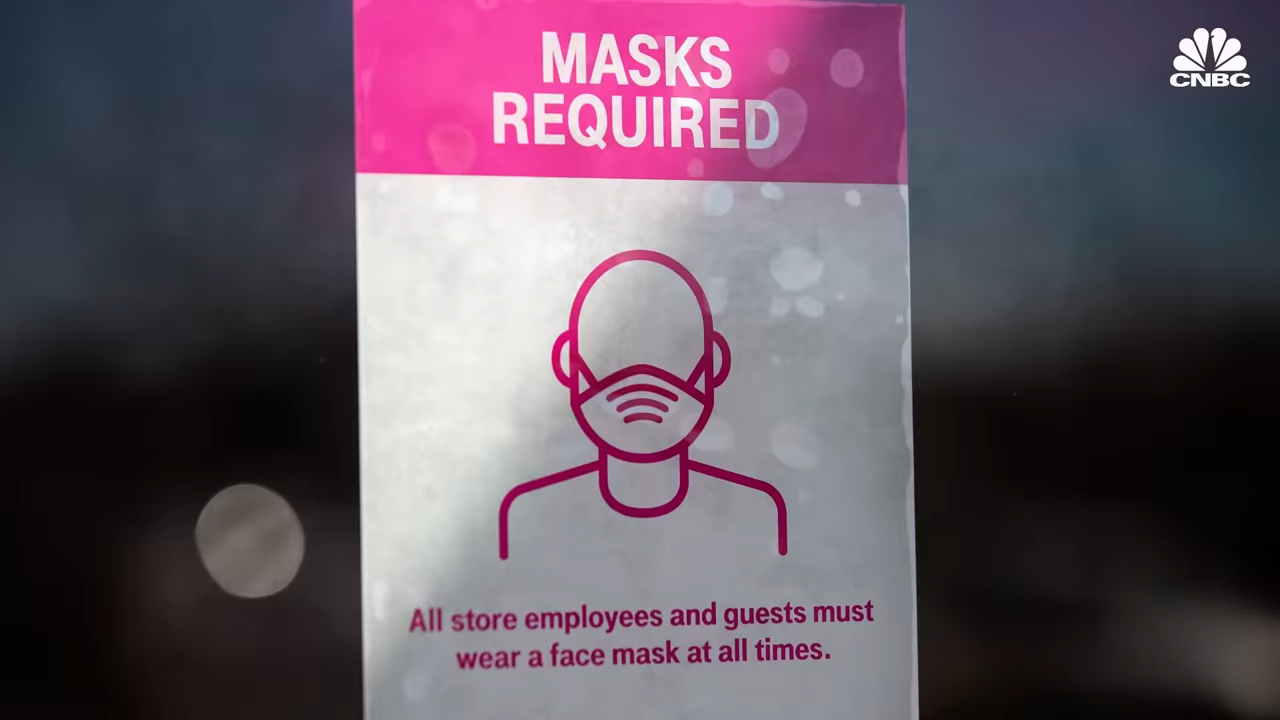 MASKS
REQUIRED
CNBC
All store employees and guests must
wear a face mask at all times.